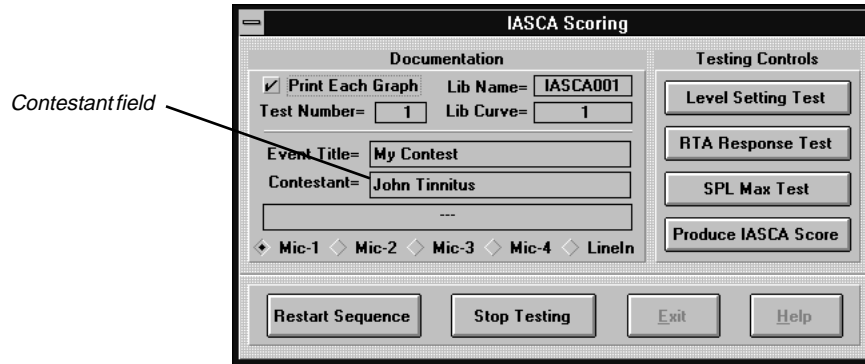 IASCA Scoring
Documentation
Print Each Graph Lib Name= IASCA001
Test Number= 1 Lib Curve= 1
Event Title= My Contest
Contestant= John Tinnitus
---
Mic-1 Mic-2 Mic-3 Mic-4 LineIn
Testing Controls
Level Setting Test
RTA Response Test
SPL Max Test
Produce IASCA Score
Restart Sequence Stop Testing Exit Help
Contestant field